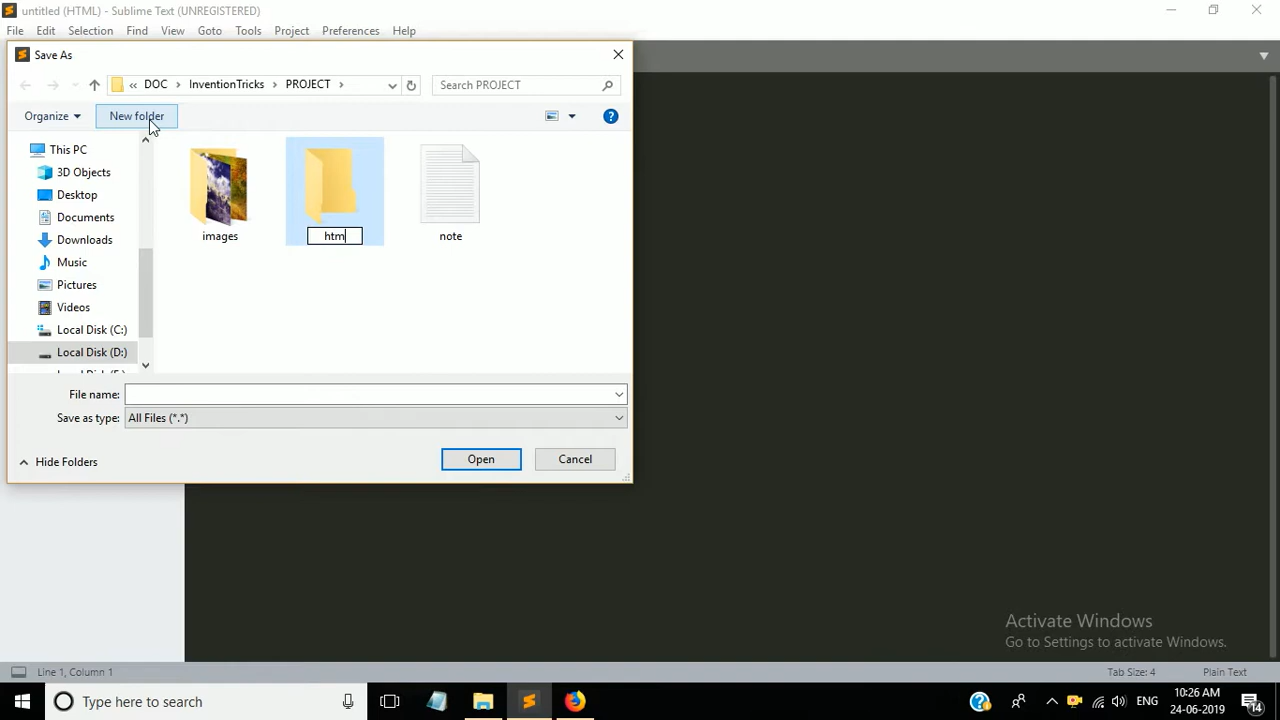 untitled (HTML) - Sublime Text (UNREGISTERED)
File Edit Selection Find View Goto Tools Project Preferences Help
Save As
« DOC › InventionTricks › PROJECT ›
Search PROJECT
Organize
New folder
This PC
3D Objects
Desktop
Documents
Downloads
Music
Pictures
Videos
Local Disk (C:)
Local Disk (D:)
images
htm
note
File name:
Save as type: All Files (*.*)
Hide Folders
Open
Cancel
Activate Windows
Go to Settings to activate Windows.
Line 1, Column 1
Tab Size: 4
Plain Text
Type here to search
ENG
10:26 AM
24-06-2019
14